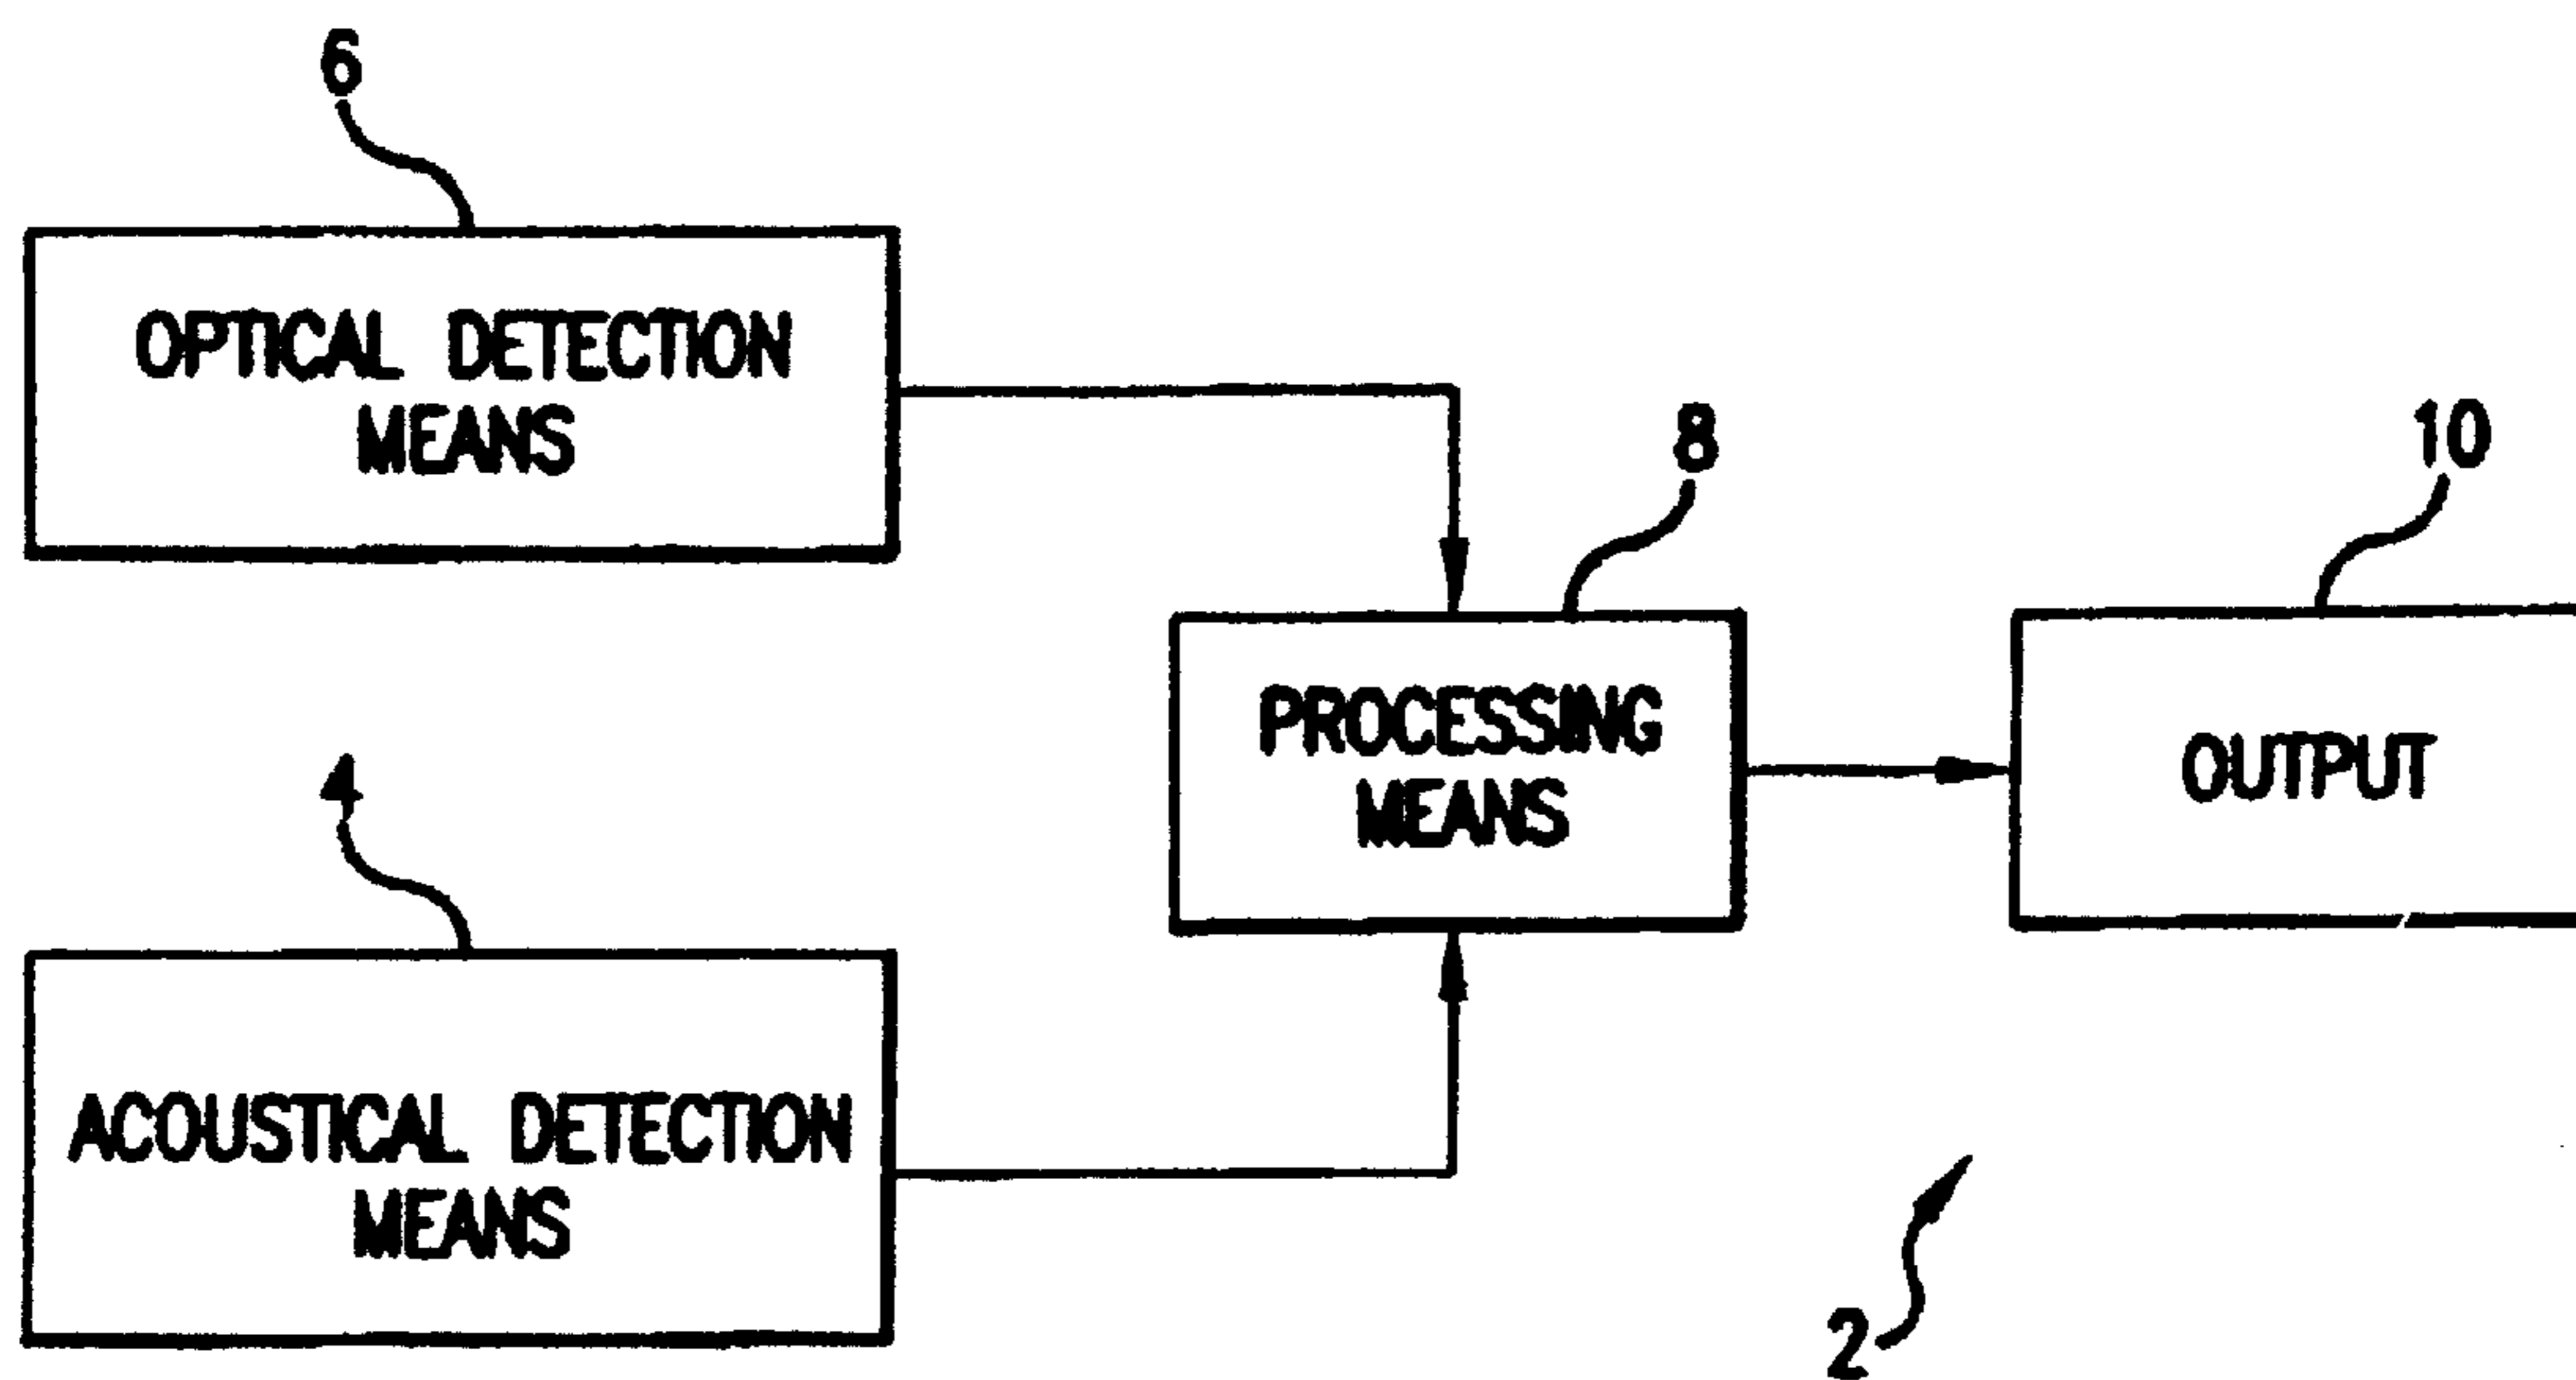 6
OPTICAL DETECTION
MEANS
8
10
PROCESSING
MEANS
OUTPUT
4
ACOUSTICAL DETECTION
MEANS
2